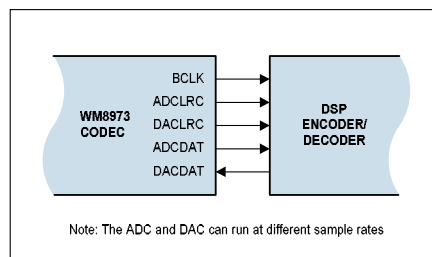 WM8973
CODEC
BCLK
ADCLRC
DACLRC
ADCDAT
DACDAT
DSP
ENCODER/
DECODER
Note: The ADC and DAC can run at different sample rates